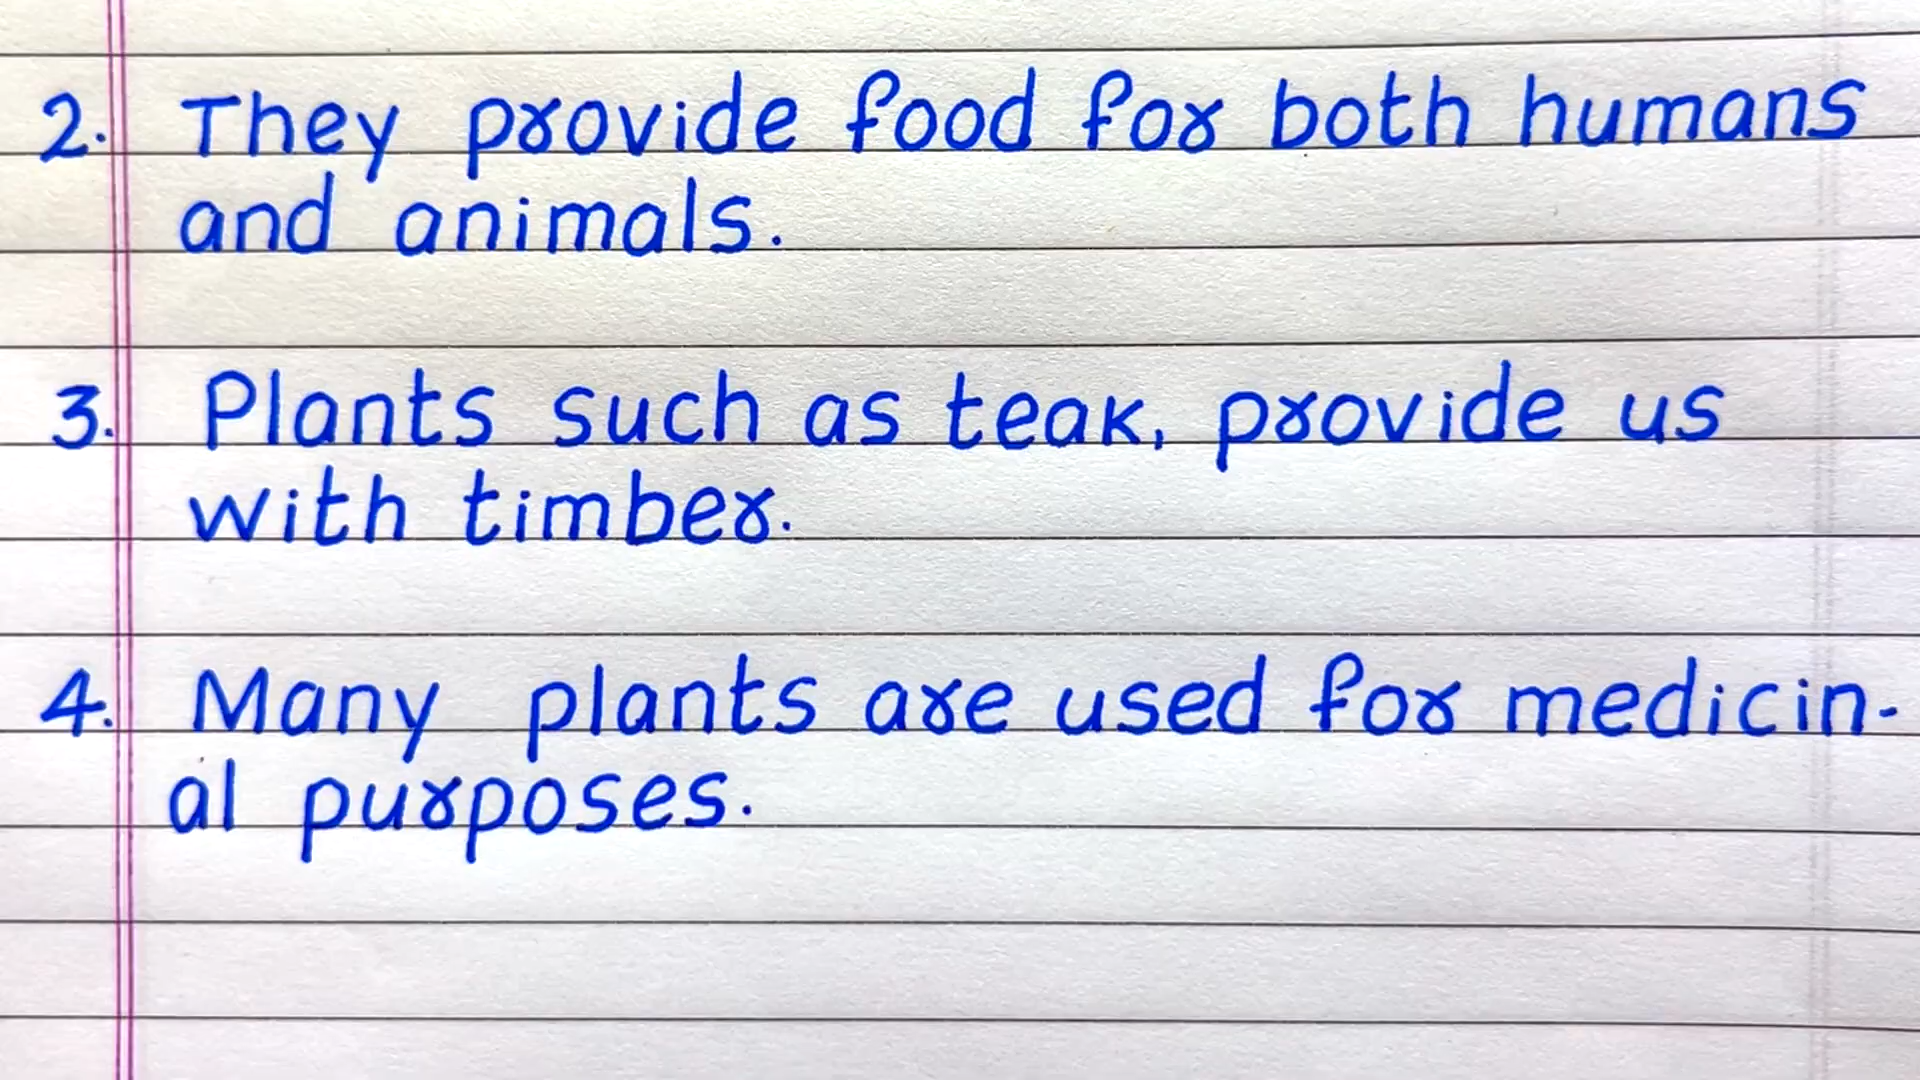 2. They provide food for both humans
and animals.
3. Plants such as teak, provide us
with timber.
4. Many plants are used for medicin-
al purposes.